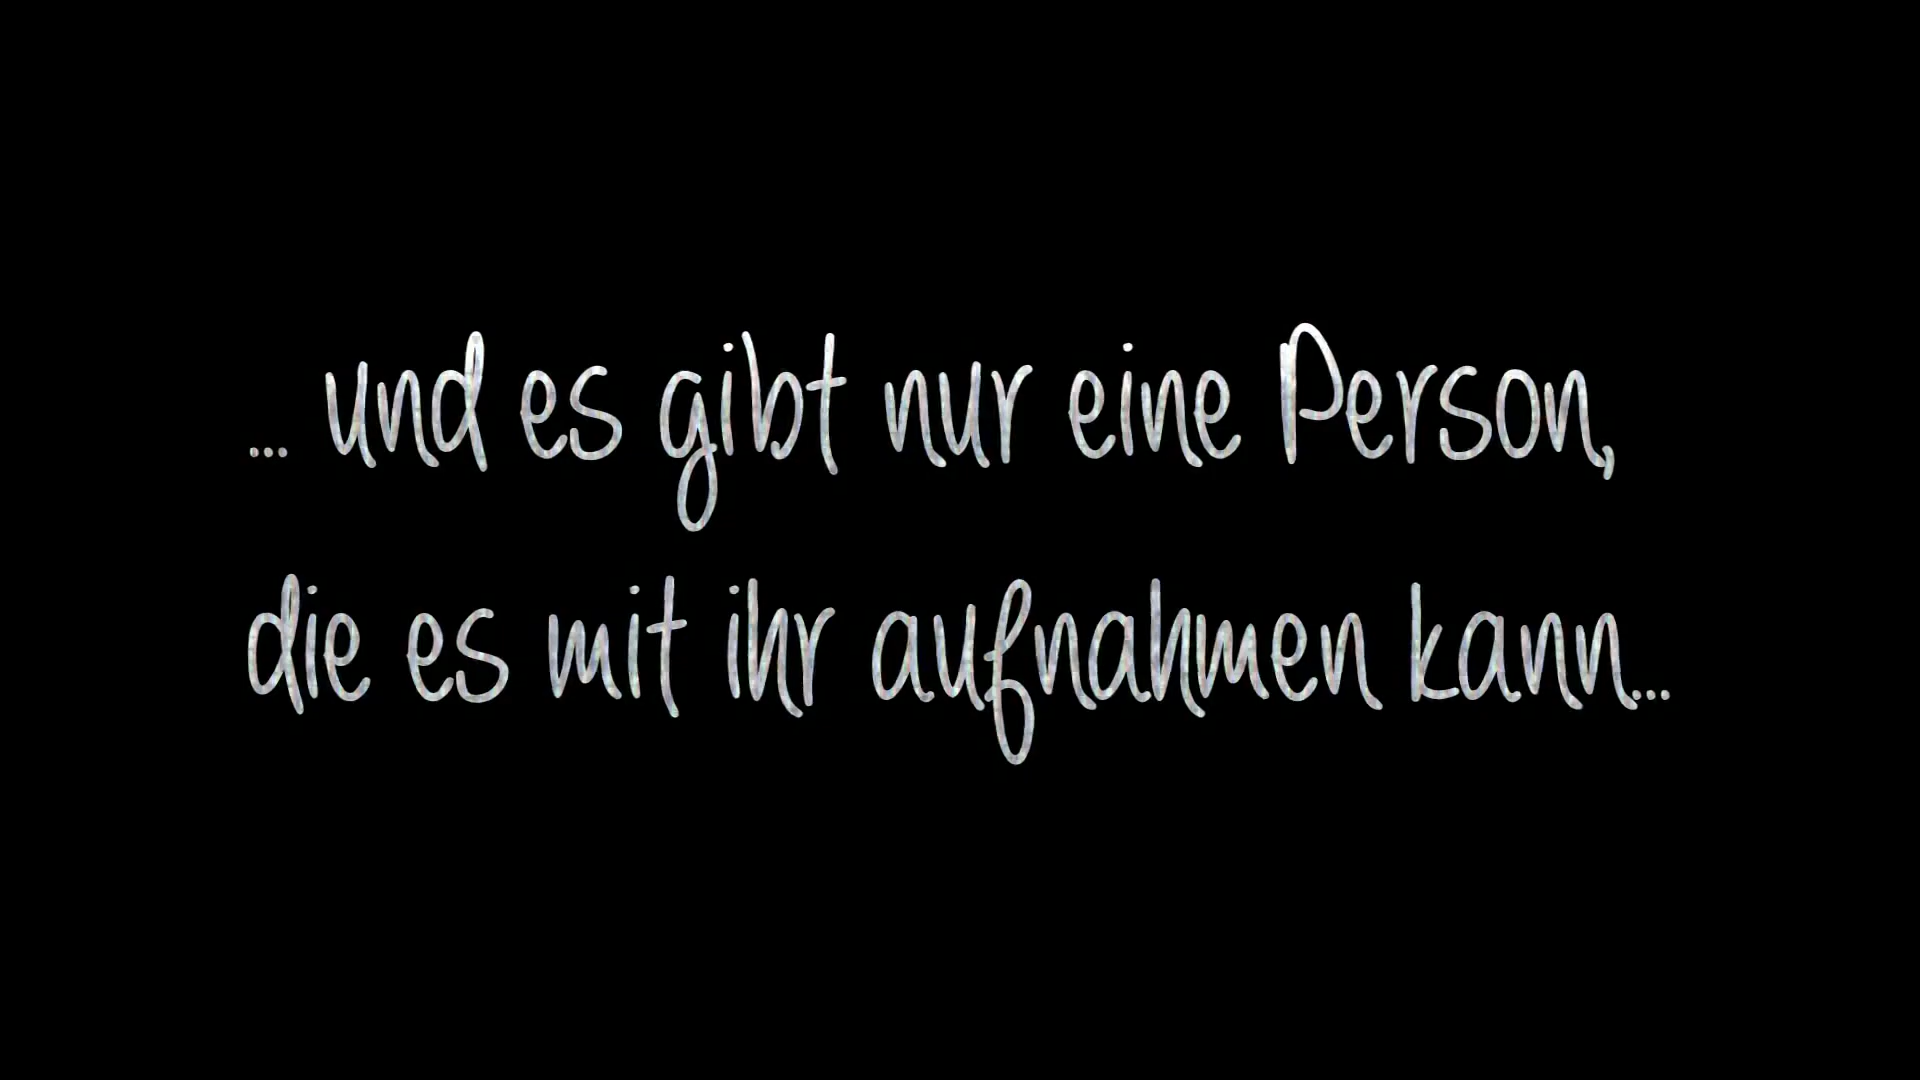 ... und es gibt nur eine Person,
die es mit ihr aufnahmen kann...